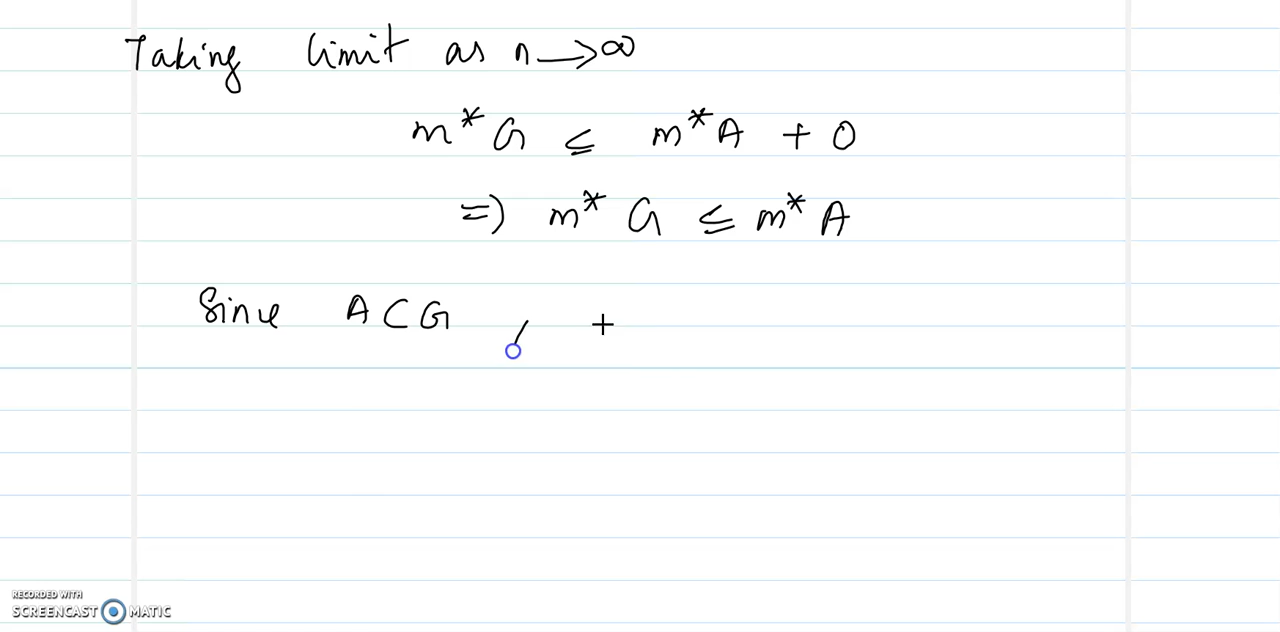 Taking limit as n → ∞
m* G ≤ m* A + 0
=) m* G ≤ m* A
Since A ⊂ G , +
RECORDED WITH
SCREENCAST MATIC